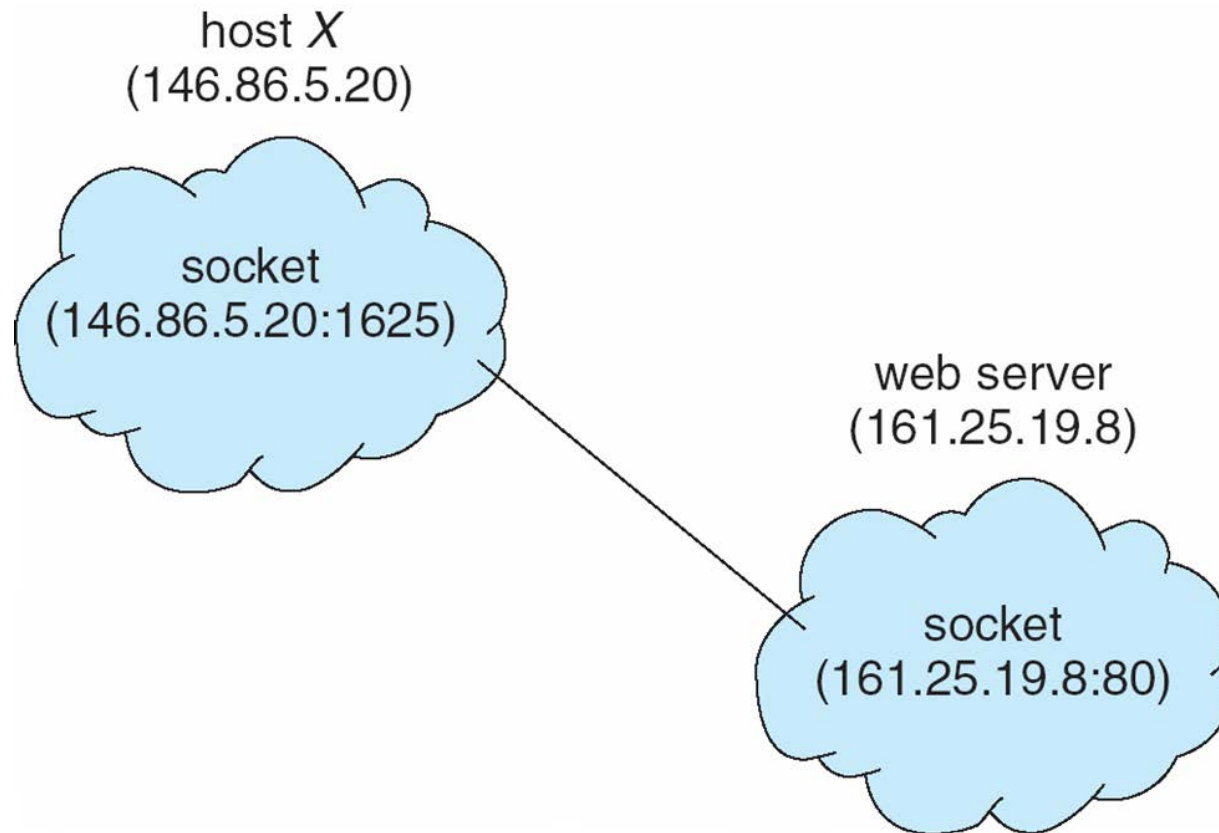 host X
(146.86.5.20)
socket
(146.86.5.20:1625)
web server
(161.25.19.8)
socket
(161.25.19.8:80)